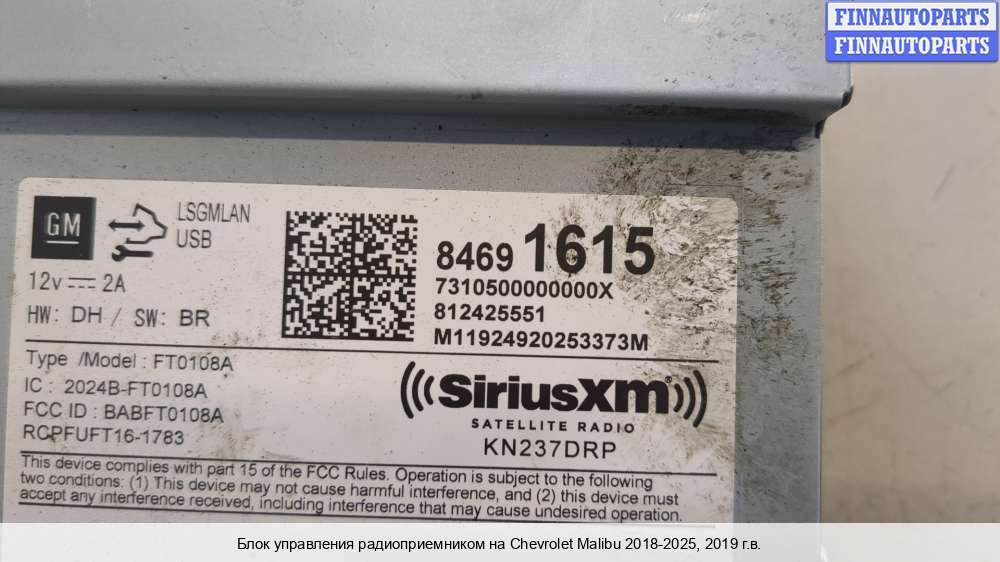 FINNAUTOPARTS
FINNAUTOPARTS
GM
LSGMLAN
USB
12v 2A
HW: DH / SW: BR
8469 1615
7310500000000X
812425551
M11924920253373M
Type /Model : FT0108A
IC : 2024B-FT0108A
FCC ID : BABFT0108A
RCPFUFT16-1783
((SiriusXm®))
SATELLITE RADIO
KN237DRP
This device complies with part 15 of the FCC Rules. Operation is subject to the following
two conditions: (1) This device may not cause harmful interference, and (2) this device must
accept any interference received, including interference that may cause undesired operation.
Блок управления радиоприемником на Chevrolet Malibu 2018-2025, 2019 г.в.